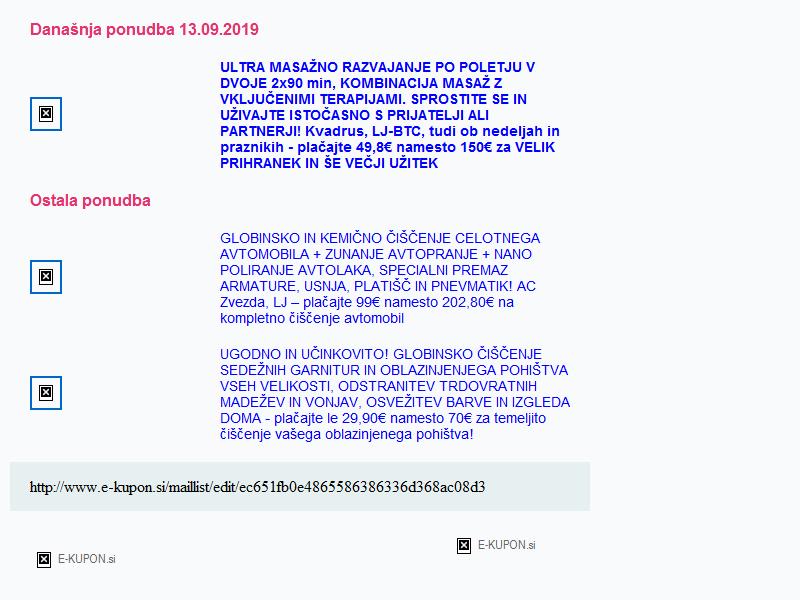 Današnja ponudba 13.09.2019
ULTRA MASAŽNO RAZVAJANJE PO POLETJU V
DVOJE 2x90 min, KOMBINACIJA MASAŽ Z
VKLJUČENIMI TERAPIJAMI. SPROSTITE SE IN
UŽIVAJTE ISTOČASNO S PRIJATELJI ALI
PARTNERJI! Kvadrus, LJ-BTC, tudi ob nedeljah in
praznikih - plačajte 49,8€ namesto 150€ za VELIK
PRIHRANEK IN ŠE VEČJI UŽITEK
Ostala ponudba
GLOBINSKO IN KEMIČNO ČIŠČENJE CELOTNEGA
AVTOMOBILA + ZUNANJE AVTOPRANJE + NANO
POLIRANJE AVTOLAKA, SPECIALNI PREMAZ
ARMATURE, USNJA, PLATIŠČ IN PNEVMATIK! AC
Zvezda, LJ – plačajte 99€ namesto 202,80€ na
kompletno čiščenje avtomobil
UGODNO IN UČINKOVITO! GLOBINSKO ČIŠČENJE
SEDEŽNIH GARNITUR IN OBLAZINJENEGA POHIŠTVA
VSEH VELIKOSTI, ODSTRANITEV TRDOVRATNIH
MADEŽEV IN VONJAV, OSVEŽITEV BARVE IN IZGLEDA
DOMA - plačajte le 29,90€ namesto 70€ za temeljito
čiščenje vašega oblazinjenega pohištva!
http://www.e-kupon.si/maillist/edit/ec651fb0e4865586386336d368ac08d3
E-KUPON.si
E-KUPON.si